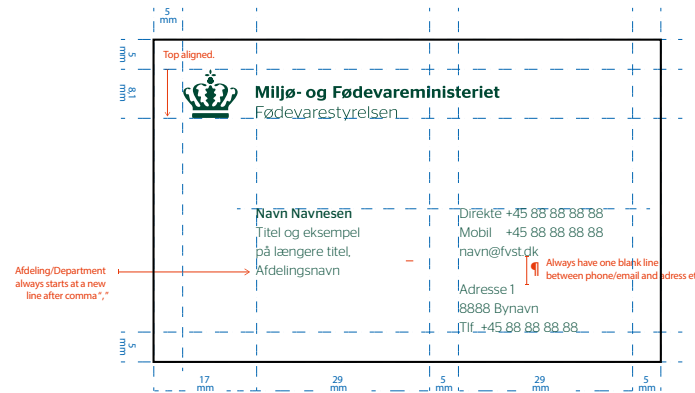 5
mm
Top aligned.
5
mm
8,1
mm
Miljø- og Fødevareministeriet
Fødevarestyrelsen
Navn Navnesen
Titel og eksempel
på længere titel,
Afdelingsnavn
Direkte +45 88 88 88 88
Mobil +45 88 88 88 88
navn@fvst.dk
¶
Always have one blank line
between phone/email and adress et
Afdeling/Department
always starts at a new
line after comma “, “
Adresse 1
8888 Bynavn
Tlf. +45 88 88 88 88
5
mm
17
mm
29
mm
5
mm
29
mm
5
mm